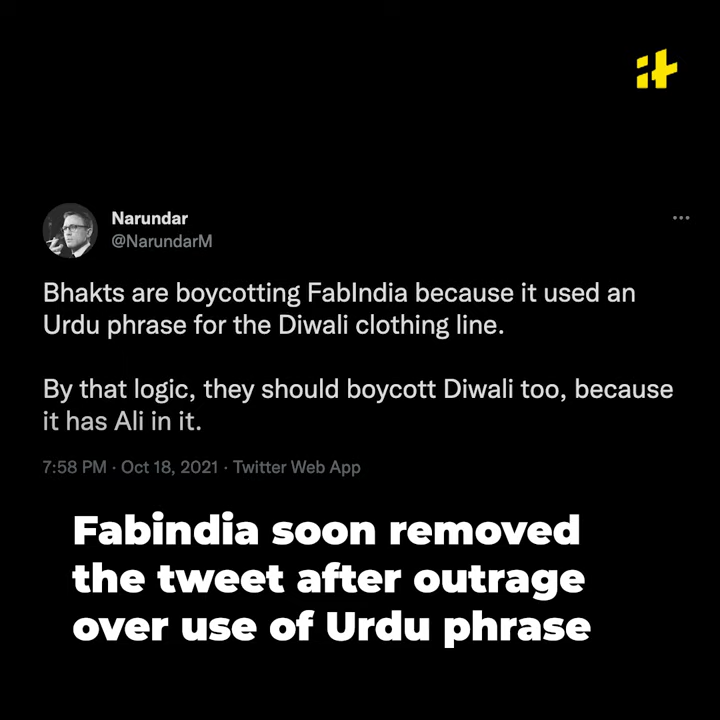 Narundar
@NarundarM
Bhakts are boycotting FabIndia because it used an
Urdu phrase for the Diwali clothing line.
By that logic, they should boycott Diwali too, because
it has Ali in it.
7:58 PM · Oct 18, 2021 · Twitter Web App
Fabindia soon removed
the tweet after outrage
over use of Urdu phrase